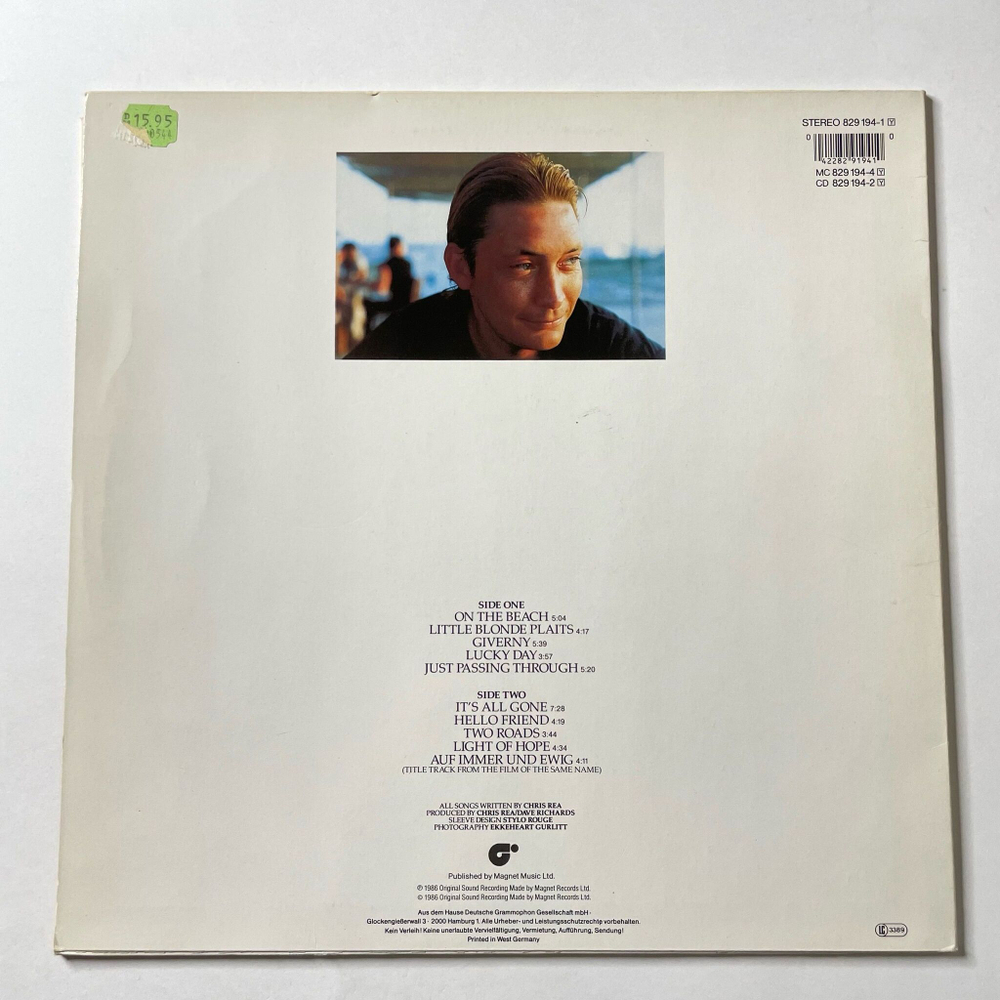 15.95
STEREO 829 194-1 Y
0 0
42282"91941
MC 829 194-4 Y
CD 829 194-2 Y
SIDE ONE
ON THE BEACH 5:04
LITTLE BLONDE PLAITS 4:17
GIVERNY 5:39
LUCKY DAY 3:57
JUST PASSING THROUGH 5:20
SIDE TWO
IT'S ALL GONE 7:28
HELLO FRIEND 4:19
TWO ROADS 3:44
LIGHT OF HOPE 4:34
AUF IMMER UND EWIG 4:11
(TITLE TRACK FROM THE FILM OF THE SAME NAME)
ALL SONGS WRITTEN BY CHRIS REA
PRODUCED BY CHRIS REA/DAVE RICHARDS
SLEEVE DESIGN STYLO ROUGE
PHOTOGRAPHY EKKEHEART GURLITT
Published by Magnet Music Ltd.
℗ 1986 Original Sound Recording Made by Magnet Records Ltd.
© 1986 Original Sound Recording Made by Magnet Records Ltd.
Aus dem Hause Deutsche Grammophon Gesellschaft mbH ·
Glockengießerwall 3 · 2000 Hamburg 1. Alle Urheber- und Leistungsschutzrechte vorbehalten.
Kein Verleih! Keine unerlaubte Vervielfältigung, Vermietung, Aufführung, Sendung!
Printed in West Germany
LC 3389